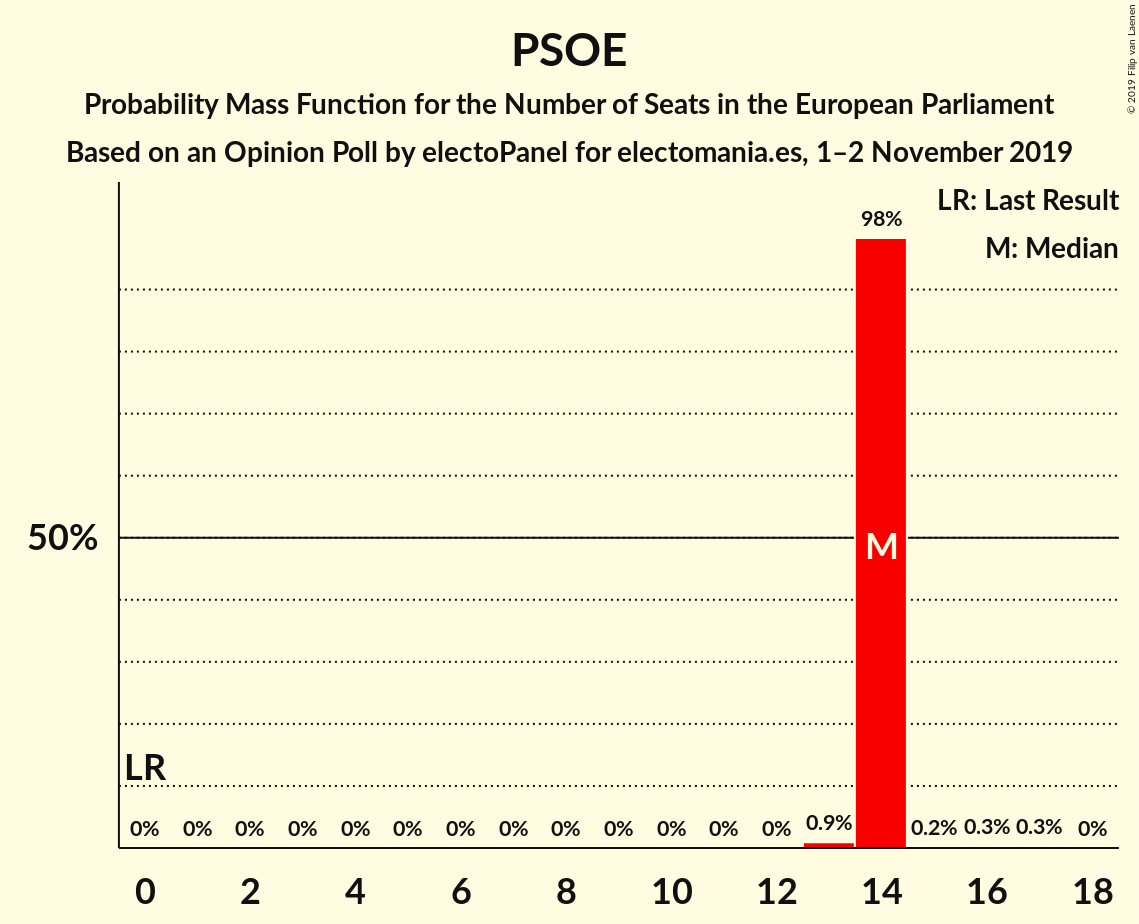 PSOE
Probability Mass Function for the Number of Seats in the European Parliament
Based on an Opinion Poll by electoPanel for electomania.es, 1–2 November 2019
© 2019 Filip van Laenen
LR: Last Result
M: Median
98%
50%
M
LR
0% 0% 0% 0% 0% 0% 0% 0% 0% 0% 0% 0% 0% 0.9% 0.2% 0.3% 0.3% 0%
0 2 4 6 8 10 12 14 16 18